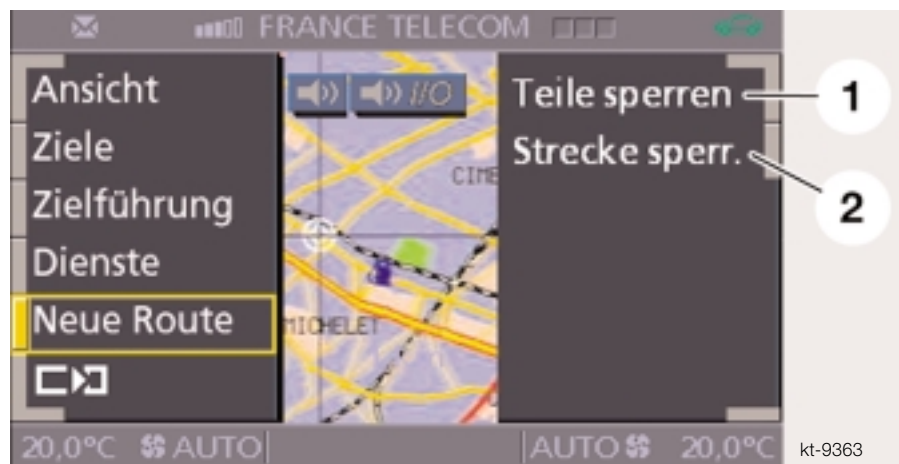 FRANCE TELECOM
Ansicht
Ziele
Zielführung
Dienste
Neue Route
I/O
CIME
MICHELET
Teile sperren
Strecke sperr.
1
2
20,0°C AUTO
AUTO 20,0°C
kt-9363